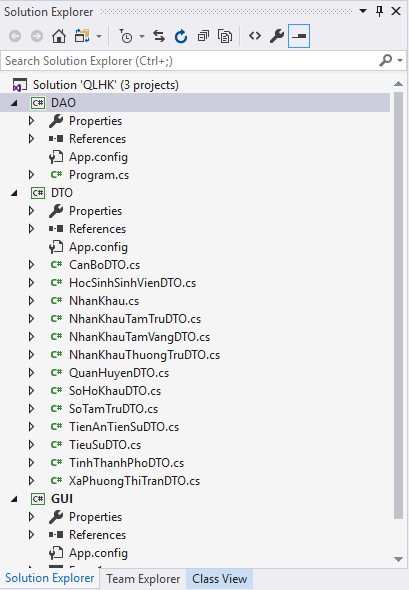 Solution Explorer
Search Solution Explorer (Ctrl+;)
Solution 'QLHK' (3 projects)
C# DAO
Properties
References
App.config
C# Program.cs
C# DTO
Properties
References
App.config
C# CanBoDTO.cs
C# HocSinhSinhVienDTO.cs
C# NhanKhau.cs
C# NhanKhauTamTruDTO.cs
C# NhanKhauTamVangDTO.cs
C# NhanKhauThuongTruDTO.cs
C# QuanHuyenDTO.cs
C# SoHoKhauDTO.cs
C# SoTamTruDTO.cs
C# TienAnTienSuDTO.cs
C# TieuSuDTO.cs
C# TinhThanhPhoDTO.cs
C# XaPhuongThiTranDTO.cs
C# GUI
Properties
References
App.config
Solution Explorer Team Explorer Class View